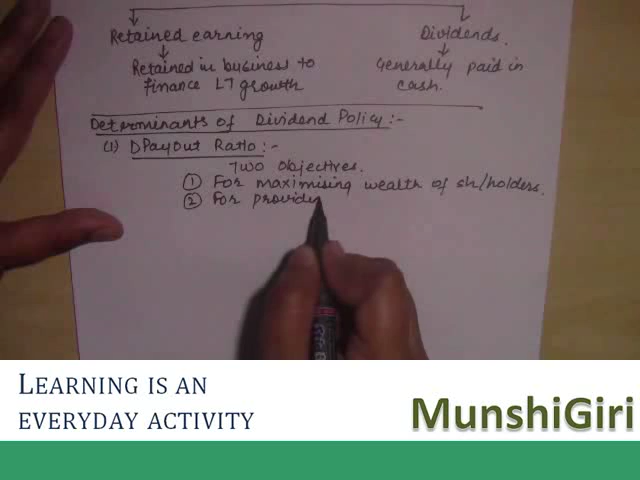 Retained earning
Dividends.
Retained in business to
finance LT growth
Generally paid in
cash.
Determinants of Dividend Policy:-
(1) DPayOut Ratio:-
Two Objectives.
① For maximising wealth of sh/holders.
② For provide
LEARNING IS AN
EVERYDAY ACTIVITY
MunshiGiri